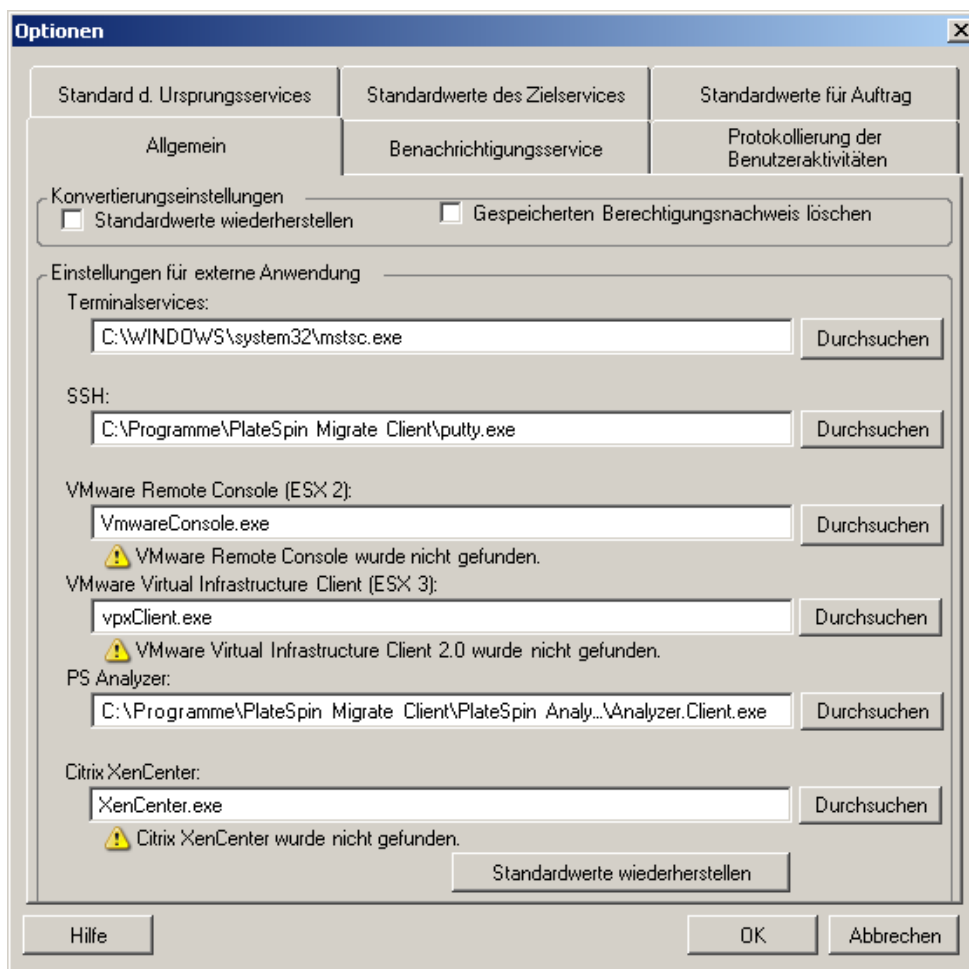 Optionen
Standard d. Ursprungsservices
Standardwerte des Zielservices
Standardwerte für Auftrag
Allgemein
Benachrichtigungsservice
Protokollierung der
Benutzeraktivitäten
Konvertierungseinstellungen
Standardwerte wiederherstellen
Gespeicherten Berechtigungsnachweis löschen
Einstellungen für externe Anwendung
Terminalservices:
C:\WINDOWS\system32\mstsc.exe
Durchsuchen
SSH:
C:\Programme\PlateSpin Migrate Client\putty.exe
Durchsuchen
VMware Remote Console (ESX 2):
VmwareConsole.exe
Durchsuchen
VMware Remote Console wurde nicht gefunden.
VMware Virtual Infrastructure Client (ESX 3):
vpxClient.exe
Durchsuchen
VMware Virtual Infrastructure Client 2.0 wurde nicht gefunden.
PS Analyzer:
C:\Programme\PlateSpin Migrate Client\PlateSpin Analy...\Analyzer.Client.exe
Durchsuchen
Citrix XenCenter:
XenCenter.exe
Durchsuchen
Citrix XenCenter wurde nicht gefunden.
Standardwerte wiederherstellen
Hilfe
OK
Abbrechen